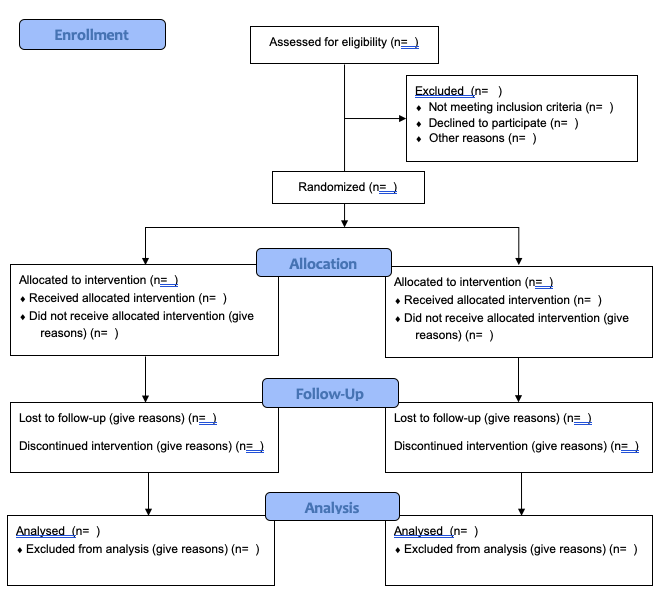 Enrollment
Assessed for eligibility (n= )
Excluded (n= )
♦ Not meeting inclusion criteria (n= )
♦ Declined to participate (n= )
♦ Other reasons (n= )
Randomized (n= )
Allocation
Allocated to intervention (n= )
♦ Received allocated intervention (n= )
♦ Did not receive allocated intervention (give
reasons) (n= )
Allocated to intervention (n= )
♦ Received allocated intervention (n= )
♦ Did not receive allocated intervention (give
reasons) (n= )
Follow-Up
Lost to follow-up (give reasons) (n= )
Discontinued intervention (give reasons) (n= )
Lost to follow-up (give reasons) (n= )
Discontinued intervention (give reasons) (n= )
Analysis
Analysed (n= )
♦ Excluded from analysis (give reasons) (n= )
Analysed (n= )
♦ Excluded from analysis (give reasons) (n= )